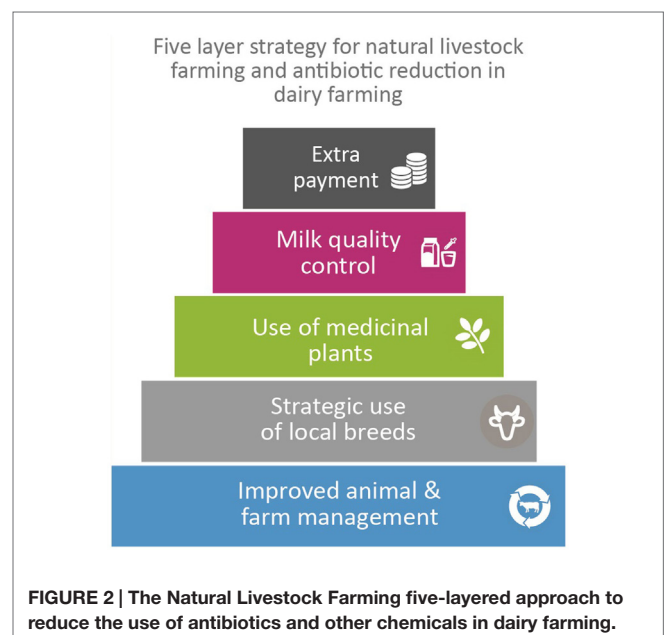 Five layer strategy for natural livestock
farming and antibiotic reduction in
dairy farming
Extra
payment
Milk quality
control
Use of medicinal
plants
Strategic use
of local breeds
Improved animal &
farm management
FIGURE 2 | The Natural Livestock Farming five-layered approach to
reduce the use of antibiotics and other chemicals in dairy farming.